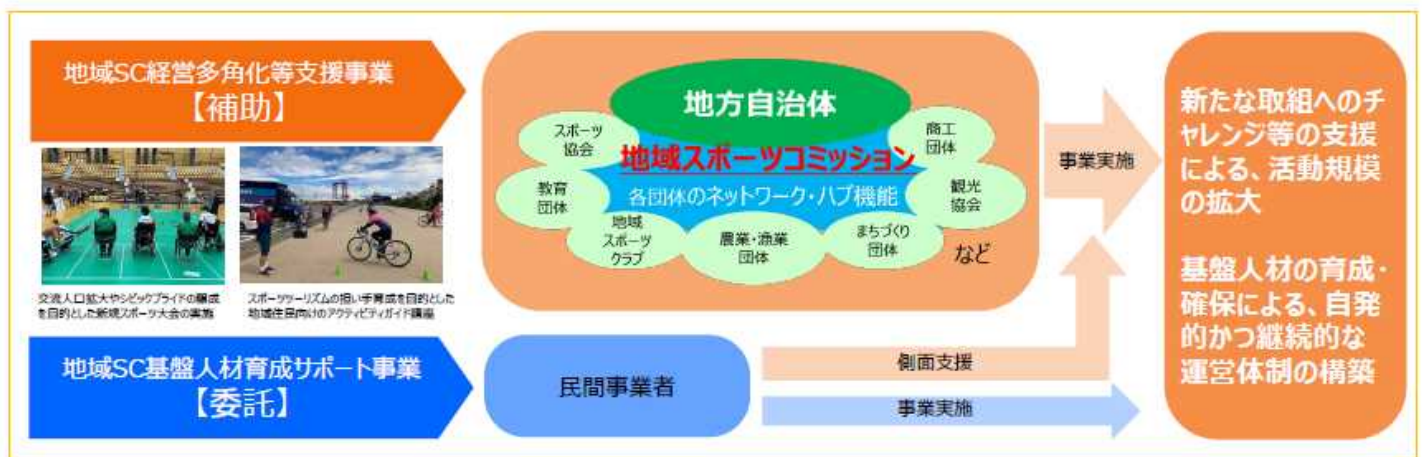 地域SC経営多角化等支援事業
【補助】
交流人口拡大やシビックプライドの醸成
を目的とした新規スポーツ大会の実施
スポーツツーリズムの担い手育成を目的とした
地域住民向けのアクティビティガイド講座
地方自治体
スポーツ
協会
商工
団体
地域スポーツコミッション
各団体のネットワーク・ハブ機能
教育
団体
観光
協会
地域
スポーツ
クラブ
農業・漁業
団体
まちづくり
団体
など
事業実施
新たな取組へのチ
ャレンジ等の支援
による、活動規模
の拡大
基盤人材の育成・
確保による、自発
的かつ継続的な
運営体制の構築
地域SC基盤人材育成サポート事業
【委託】
民間事業者
側面支援
事業実施